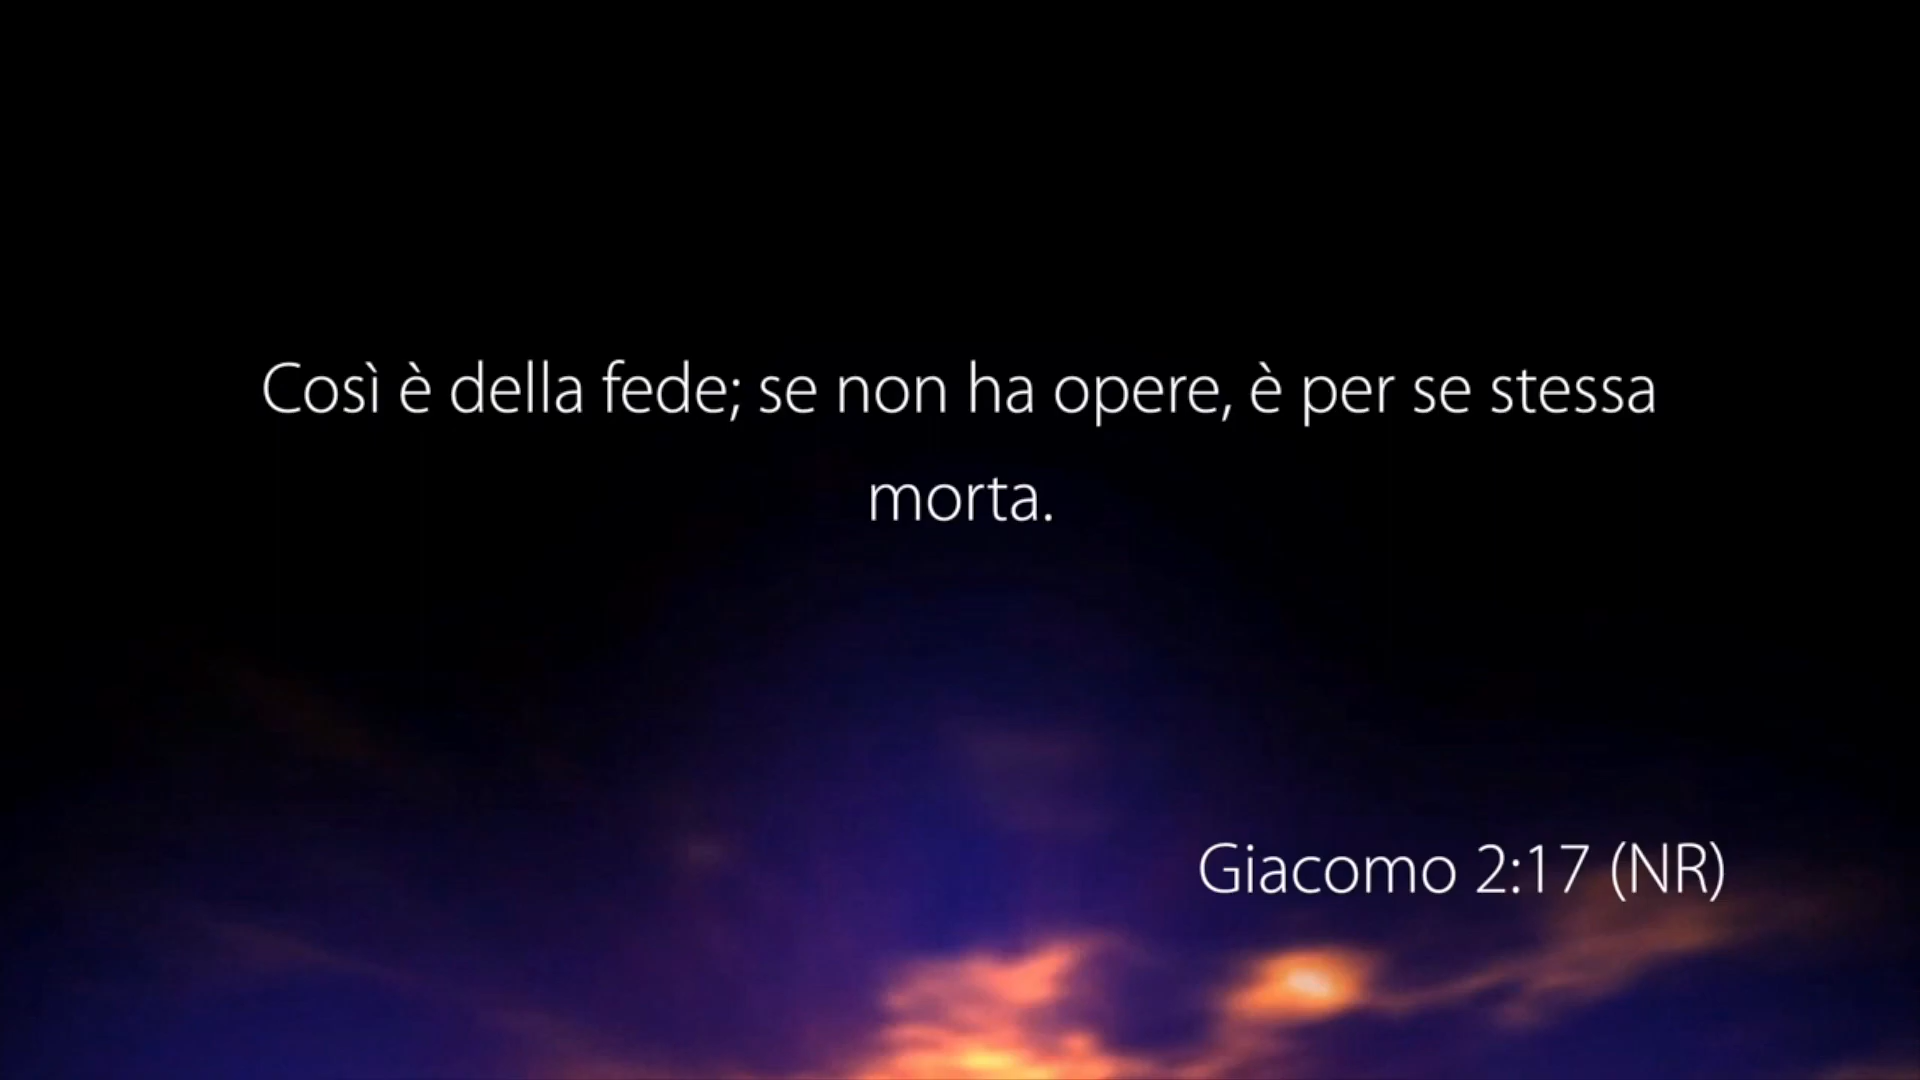 Così è della fede; se non ha opere, è per se stessa
morta.
Giacomo 2:17 (NR)